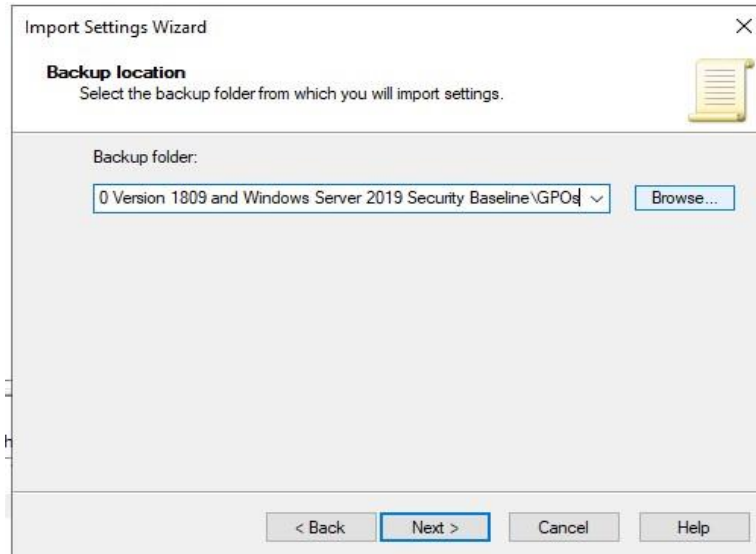 Import Settings Wizard
Backup location
Select the backup folder from which you will import settings.
Backup folder:
0 Version 1809 and Windows Server 2019 Security Baseline\GPOs
Browse...
h
< Back
Next >
Cancel
Help